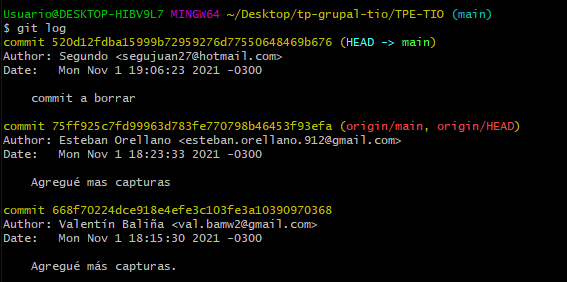 Usuario@DESKTOP-HIBV9L7 MINGW64 ~/Desktop/tp-grupal-tio/TPE-TIO (main)
$ git log
commit 520d12fdba15999b72959276d77550648469b676 (HEAD -> main)
Author: Segundo <segujuan27@hotmail.com>
Date:   Mon Nov 1 19:06:23 2021 -0300
    commit a borrar
commit 75ff925c7fd99963d783fe770798b46453f93efa (origin/main, origin/HEAD)
Author: Esteban Orellano <esteban.orellano.912@gmail.com>
Date:   Mon Nov 1 18:23:33 2021 -0300
    Agregué mas capturas
commit 668f70224dce918e4efe3c103fe3a10390970368
Author: Valentín Baliña <val.bamw2@gmail.com>
Date:   Mon Nov 1 18:15:30 2021 -0300
    Agregué más capturas.